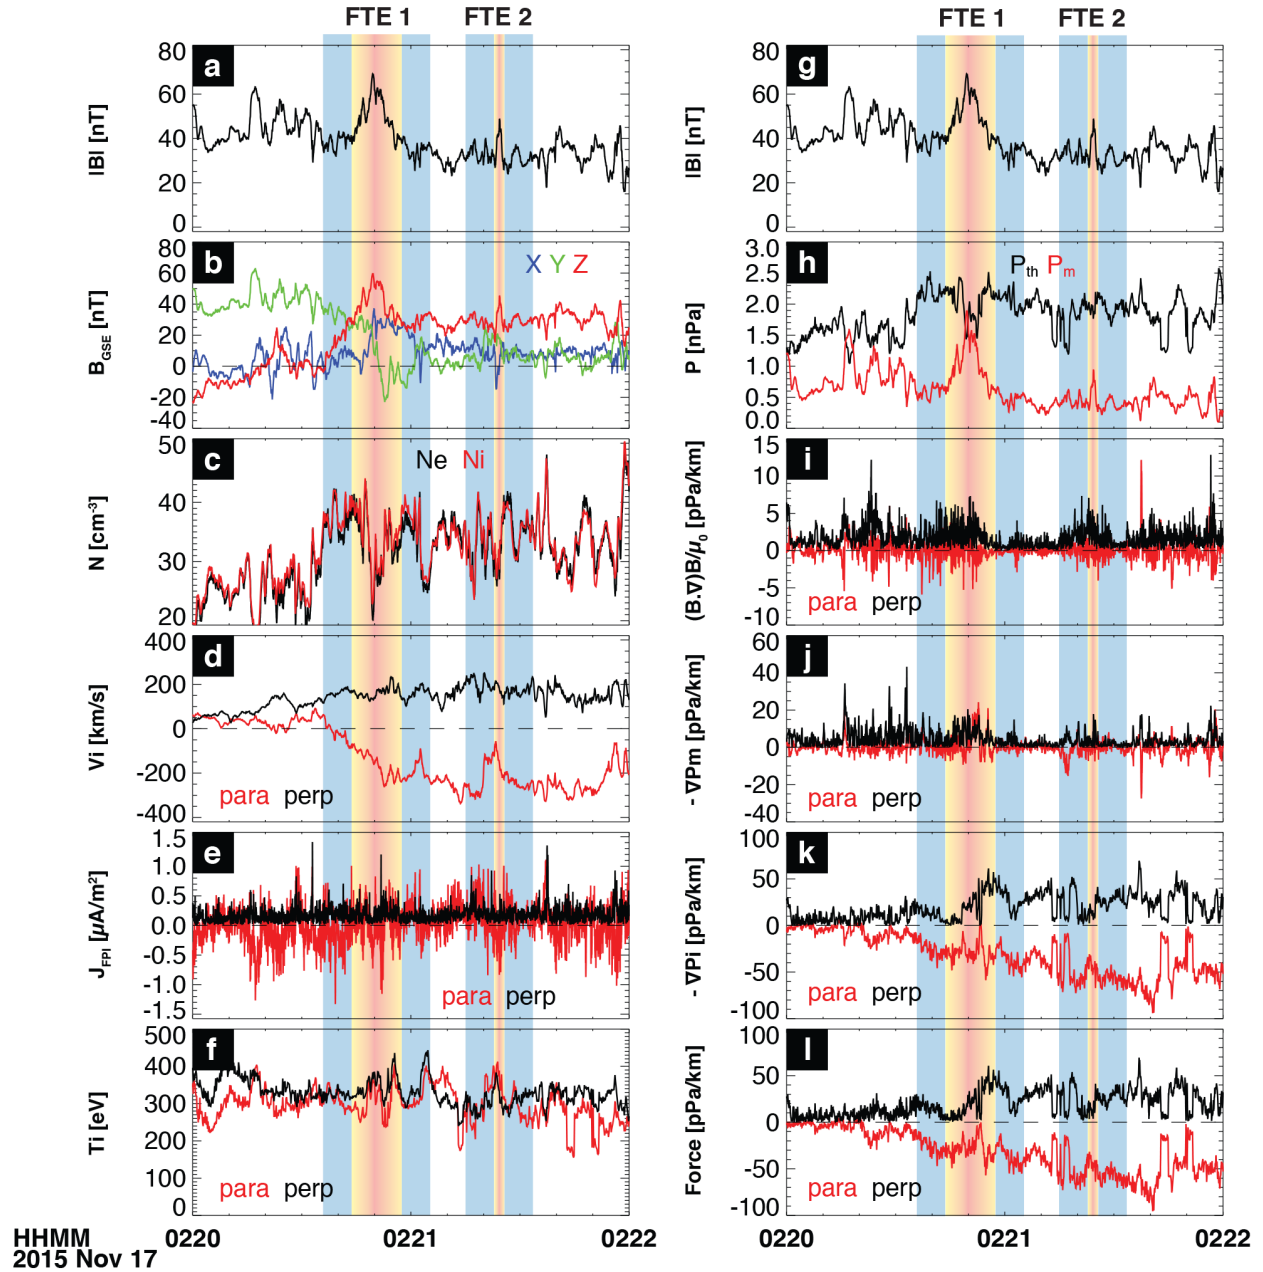 FTE 1 FTE 2
a
|B| [nT]
80
60
40
20
0
b
X Y Z
B_GSE [nT]
80
60
40
20
0
-20
-40
c
Ne Ni
N [cm⁻³]
50
40
30
20
d
Vi [km/s]
400
200
0
-200
-400
para perp
e
J_FPI [μA/m²]
1.5
1.0
0.5
0.0
-0.5
-1.0
-1.5
para perp
f
Ti [eV]
500
400
300
200
100
0
para perp
0220 0221 0222
HHMM
2015 Nov 17
FTE 1 FTE 2
g
|B| [nT]
80
60
40
20
0
h
P_th P_m
P [nPa]
3.0
2.5
2.0
1.5
1.0
0.5
0.0
i
(B.∇)B/μ₀ [pPa/km]
15
10
5
0
-5
-10
para perp
j
- ∇Pm [pPa/km]
60
40
20
0
-20
-40
para perp
k
- ∇Pi [pPa/km]
100
50
0
-50
-100
para perp
l
Force [pPa/km]
100
50
0
-50
-100
para perp
0220 0221 0222